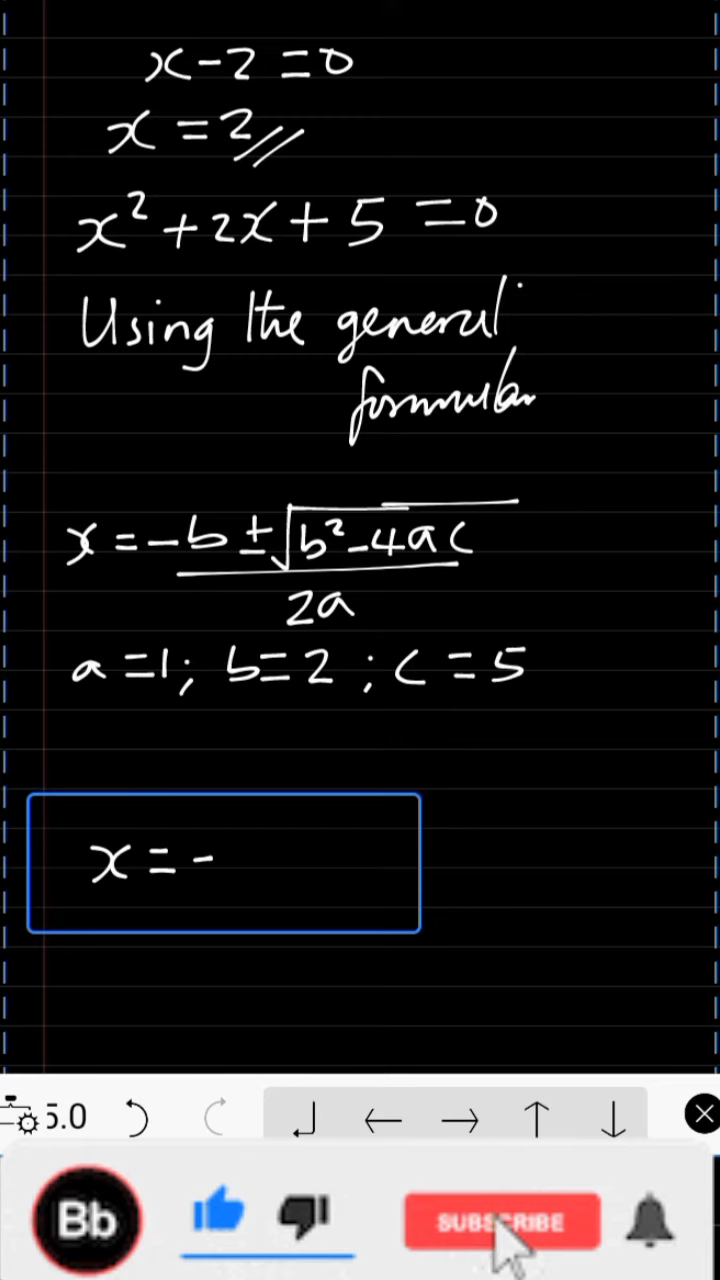 x-2=0
x=2//
x²+2x+5=0
Using the general
formular
x=-b±√b²-4ac
2a
a=1; b=2; c=5
x=-
5.0
Bb
SUBSCRIBE